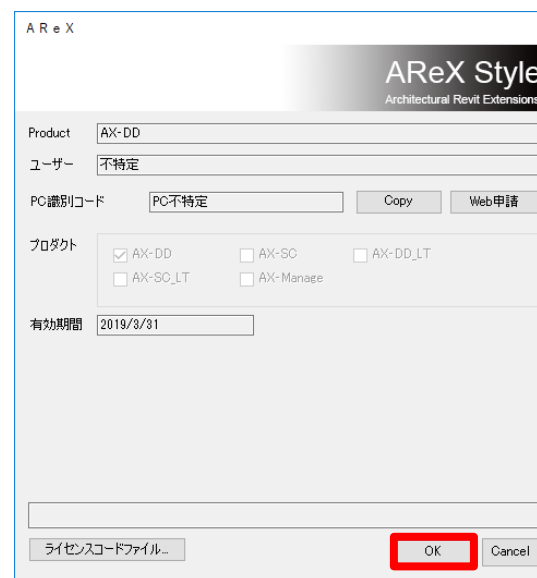 AReX
AReX Style
Architectural Revit Extensions
Product AX-DD
ユーザー 不特定
PC識別コード PC不特定 Copy Web申請
プロダクト AX-DD AX-SC AX-DD_LT
AX-SC_LT AX-Manage
有効期間 2019/3/31
ライセンスコードファイル... OK Cancel